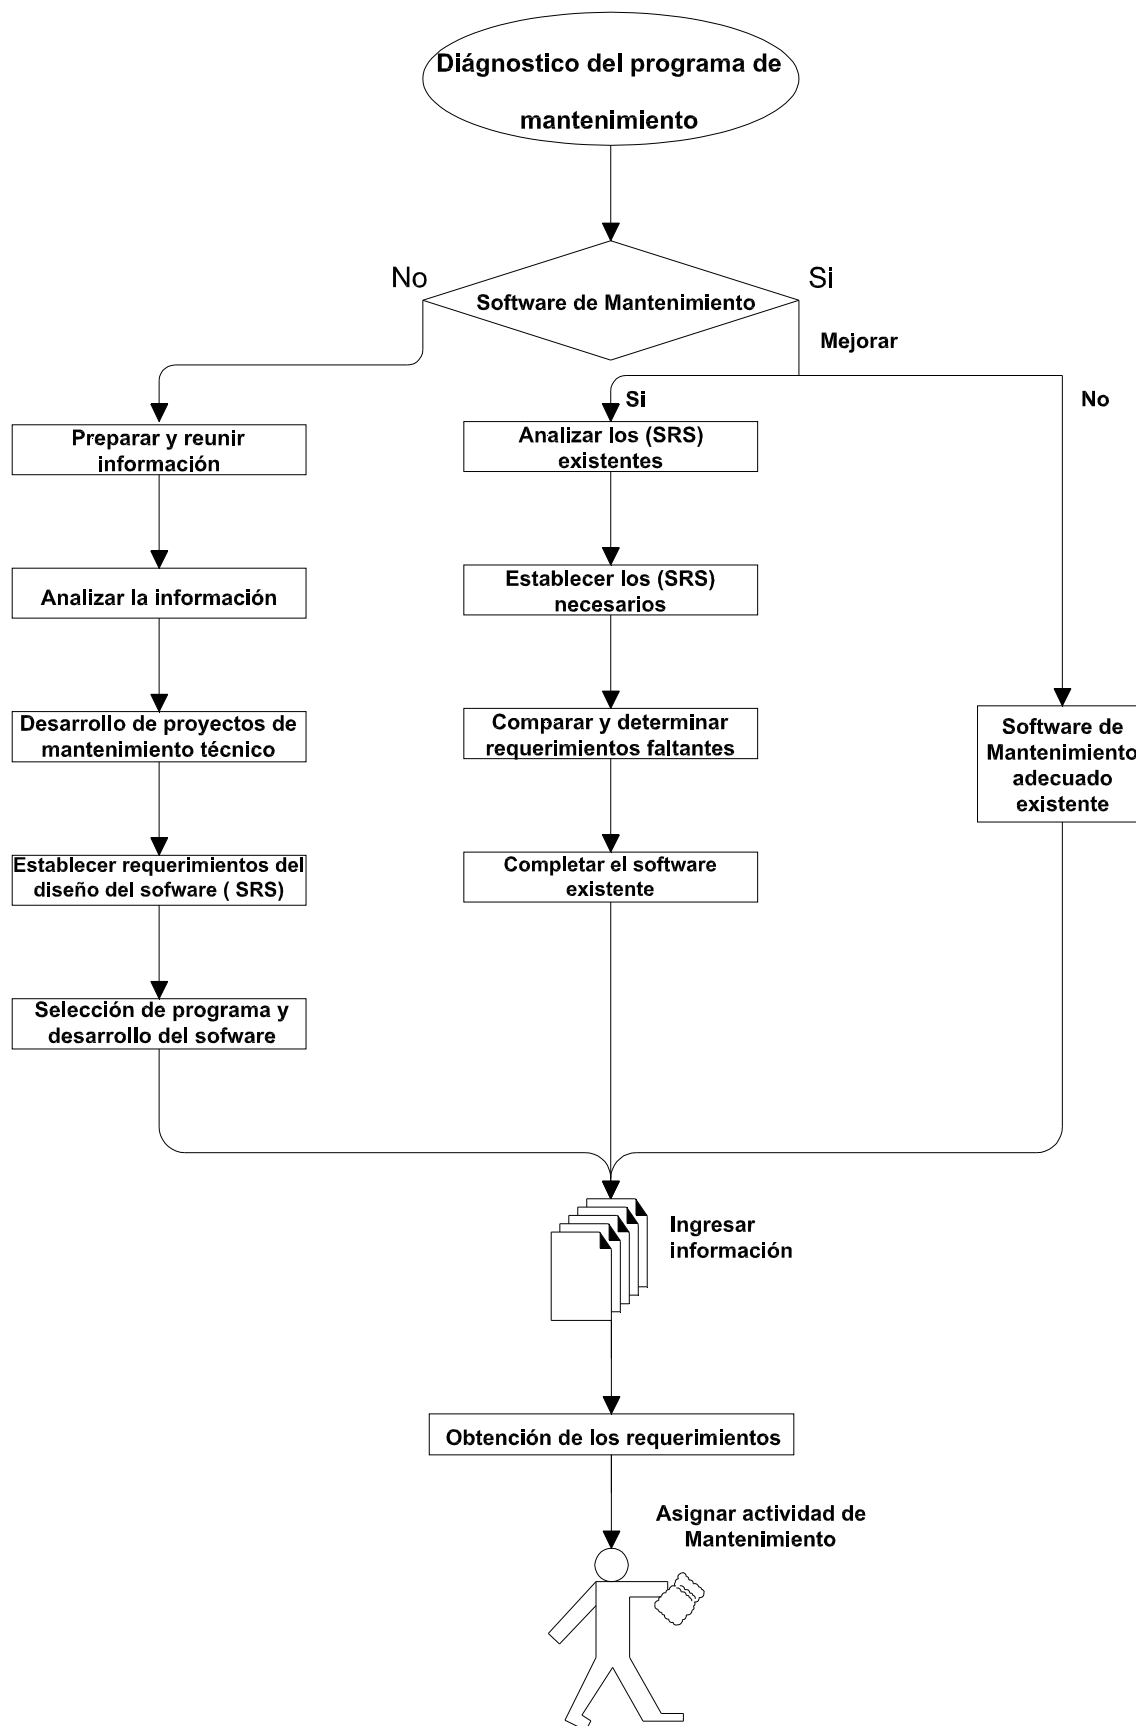 Diágnostico del programa de
mantenimiento
No
Si
Software de Mantenimiento
Mejorar
Si
No
Preparar y reunir
información
Analizar la información
Desarrollo de proyectos de
mantenimiento técnico
Establecer requerimientos del
diseño del sofware ( SRS)
Selección de programa y
desarrollo del sofware
Analizar los (SRS)
existentes
Establecer los (SRS)
necesarios
Comparar y determinar
requerimientos faltantes
Completar el software
existente
Software de
Mantenimiento
adecuado
existente
Ingresar
información
Obtención de los requerimientos
Asignar actividad de
Mantenimiento